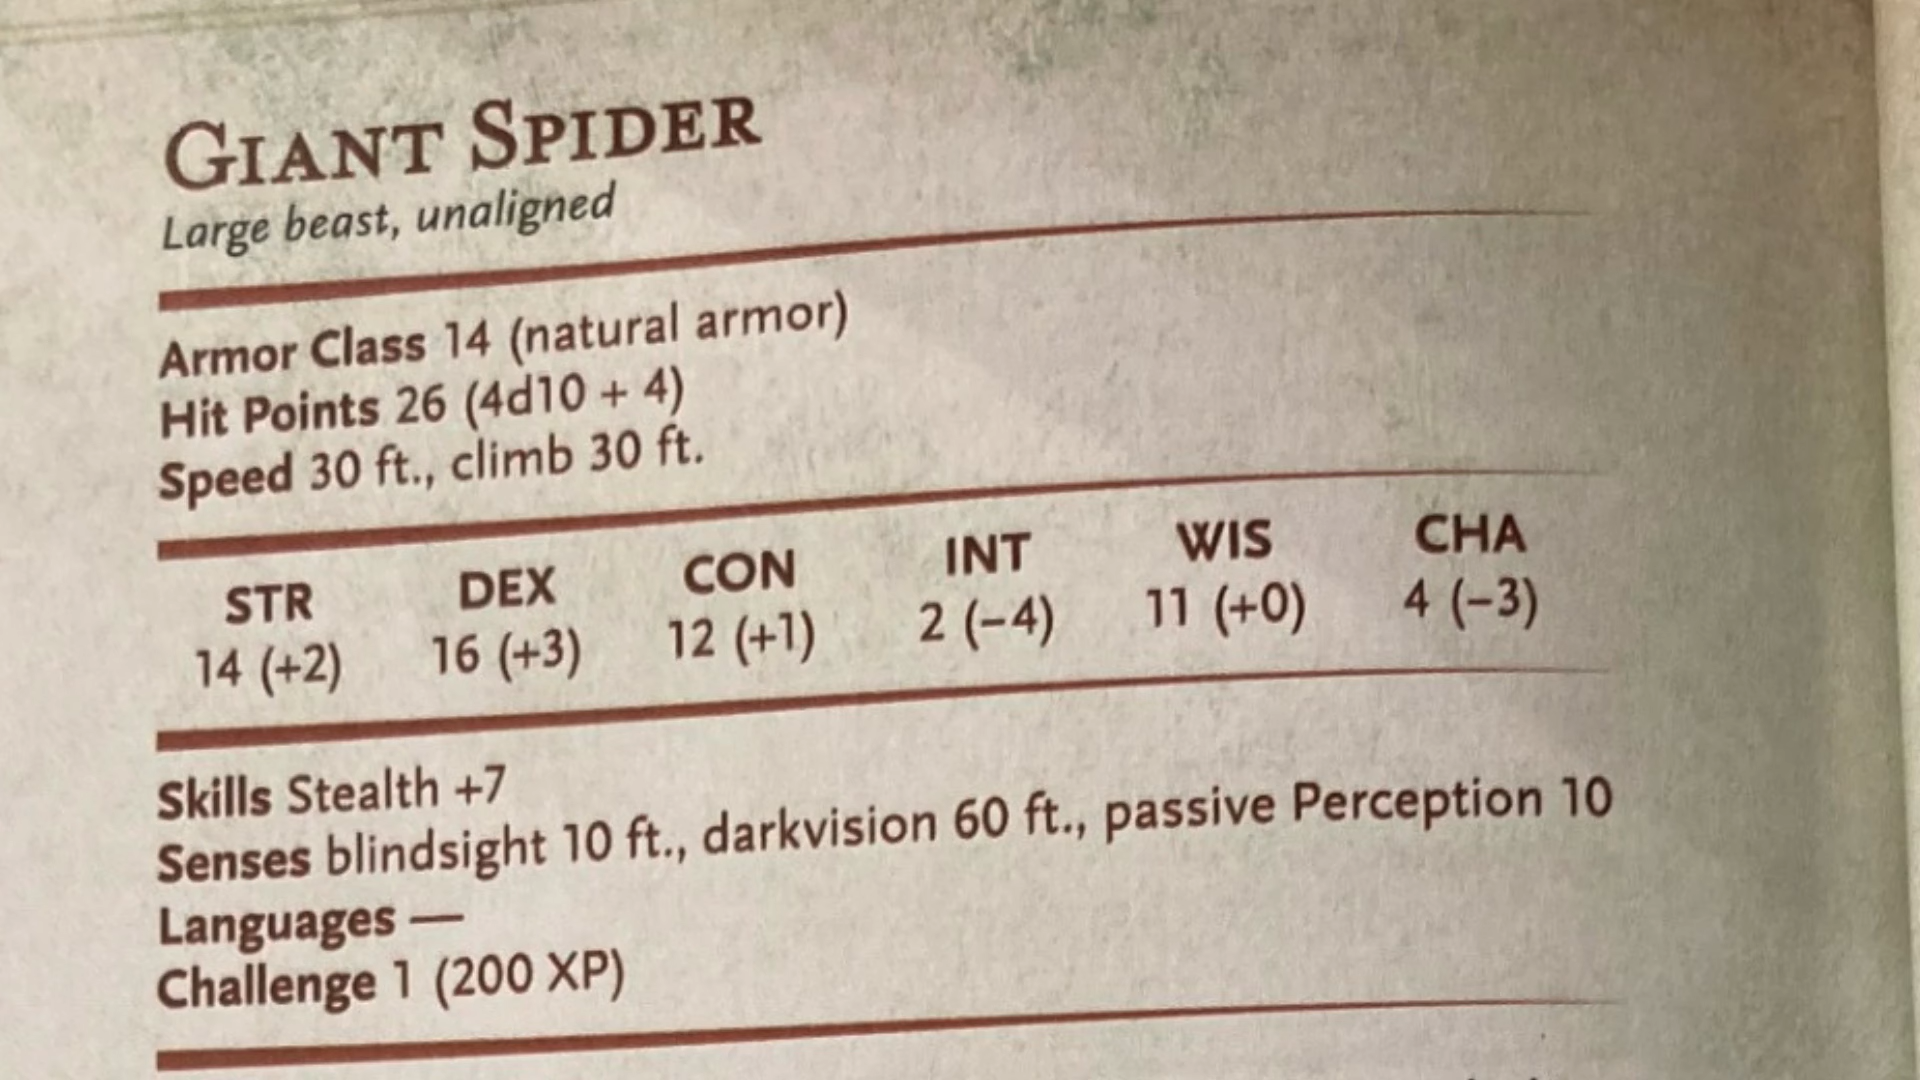 GIANT SPIDER
Large beast, unaligned
Armor Class 14 (natural armor)
Hit Points 26 (4d10 + 4)
Speed 30 ft., climb 30 ft.
STR DEX CON INT WIS CHA
14 (+2) 16 (+3) 12 (+1) 2 (−4) 11 (+0) 4 (−3)
Skills Stealth +7
Senses blindsight 10 ft., darkvision 60 ft., passive Perception 10
Languages —
Challenge 1 (200 XP)